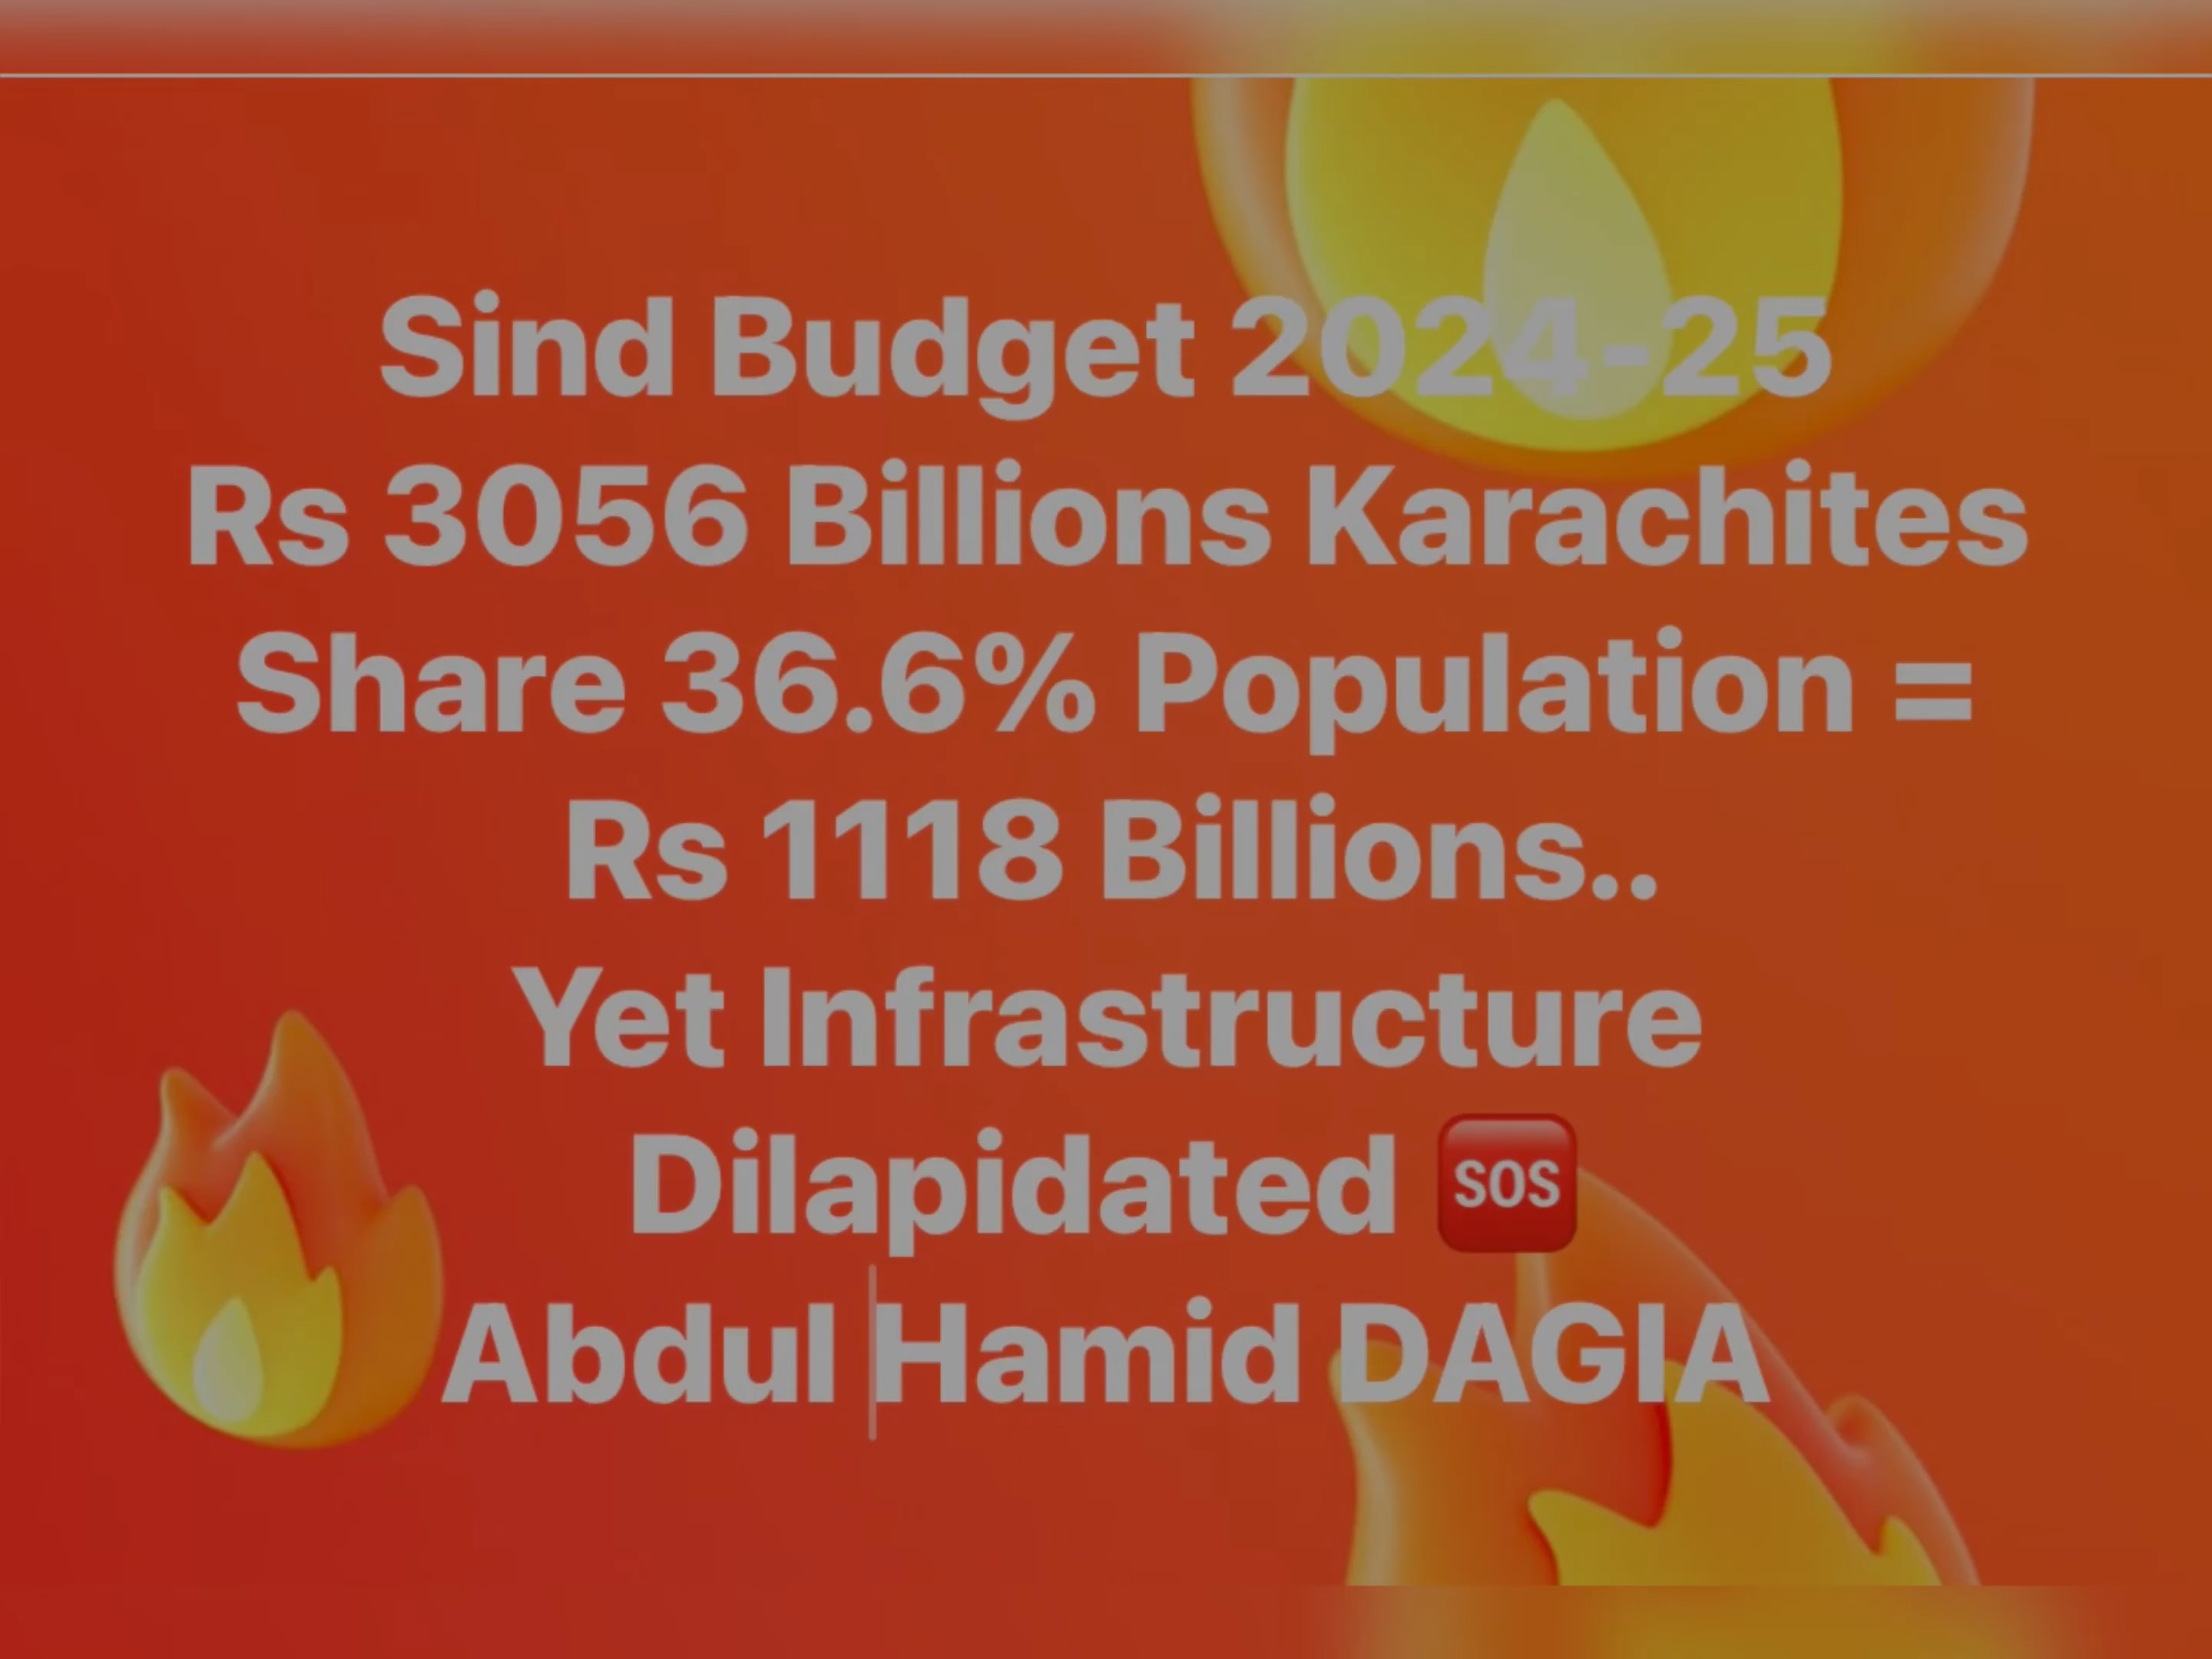 Sind Budget 2024-25
Rs 3056 Billions Karachites
Share 36.6% Population =
Rs 1118 Billions..
Yet Infrastructure
Dilapidated 🆘
Abdul Hamid DAGIA